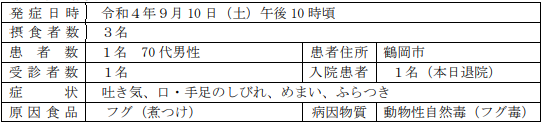 発症日時 令和４年９月10日（土）午後10時頃
摂食者数 ３名
患者数 １名 70代男性 患者住所 鶴岡市
受診者数 １名 入院患者 １名（本日退院）
症状 吐き気、口・手足のしびれ、めまい、ふらつき
原因食品 フグ（煮つけ） 病因物質 動物性自然毒（フグ毒）